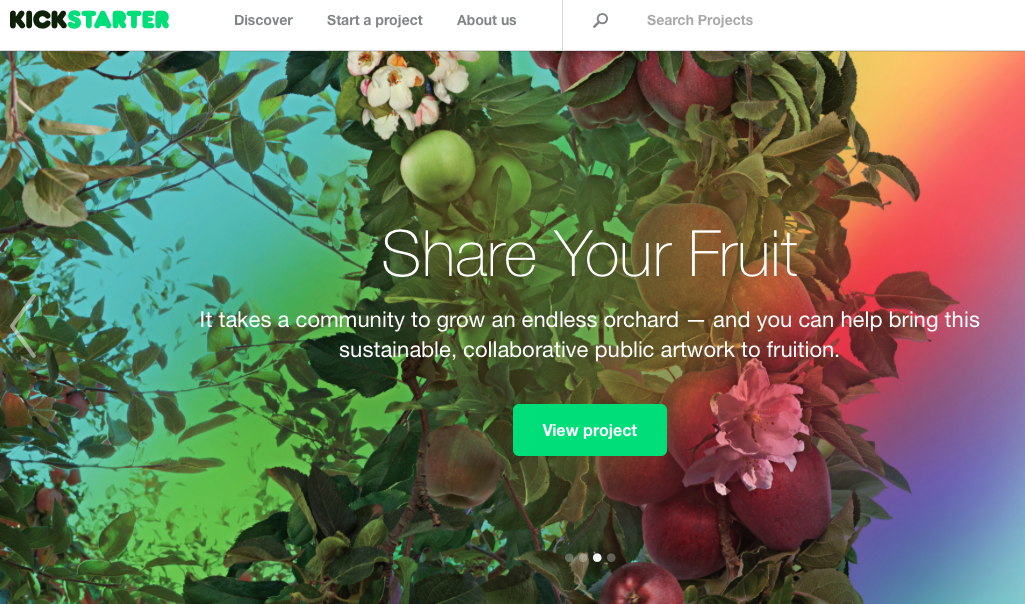 KICKSTARTER
Discover
Start a project
About us
Search Projects
Share Your Fruit
It takes a community to grow an endless orchard — and you can help bring this
sustainable, collaborative public artwork to fruition.
View project